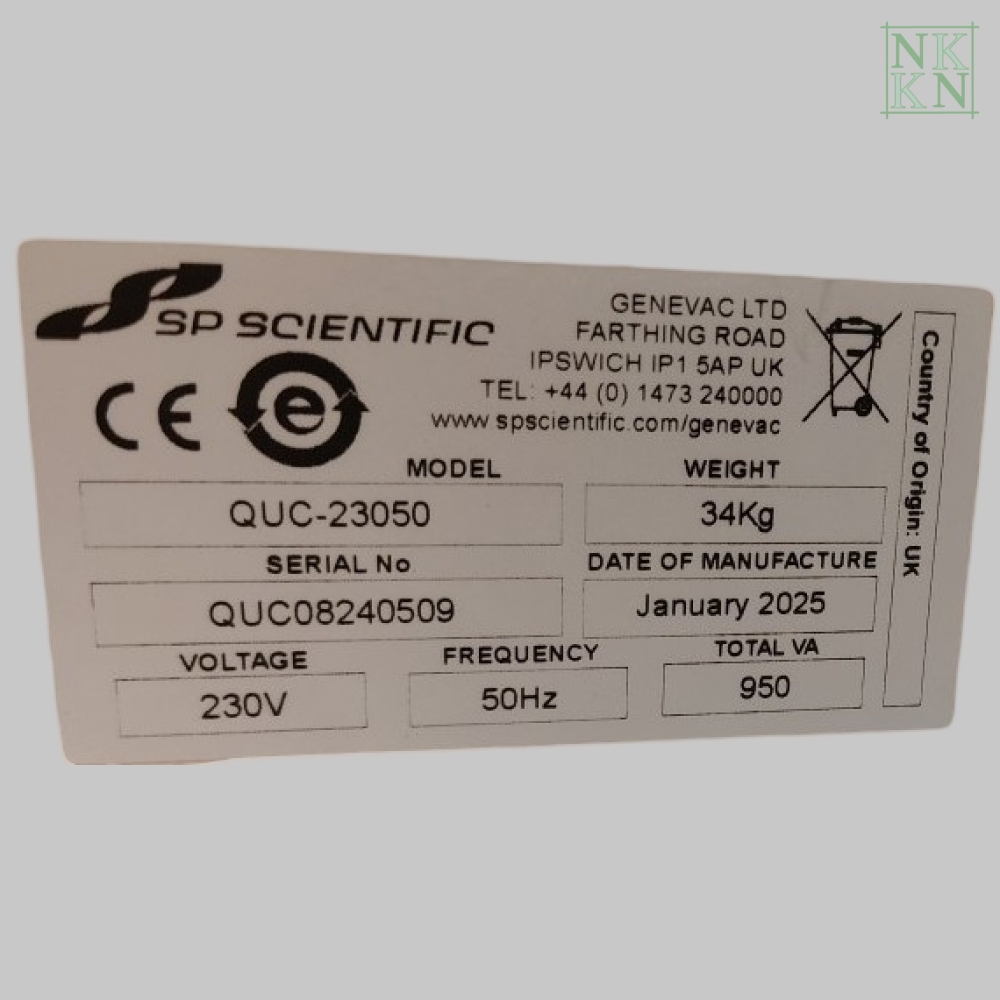 NK
KN
SP SCIENTIFIC
GENEVAC LTD
FARTHING ROAD
IPSWICH IP1 5AP UK
TEL: +44 (0) 1473 240000
www.spscientific.com/genevac
CE
e
Country of Origin: UK
MODEL
QUC-23050
WEIGHT
34Kg
SERIAL No
QUC08240509
DATE OF MANUFACTURE
January 2025
VOLTAGE
230V
FREQUENCY
50Hz
TOTAL VA
950